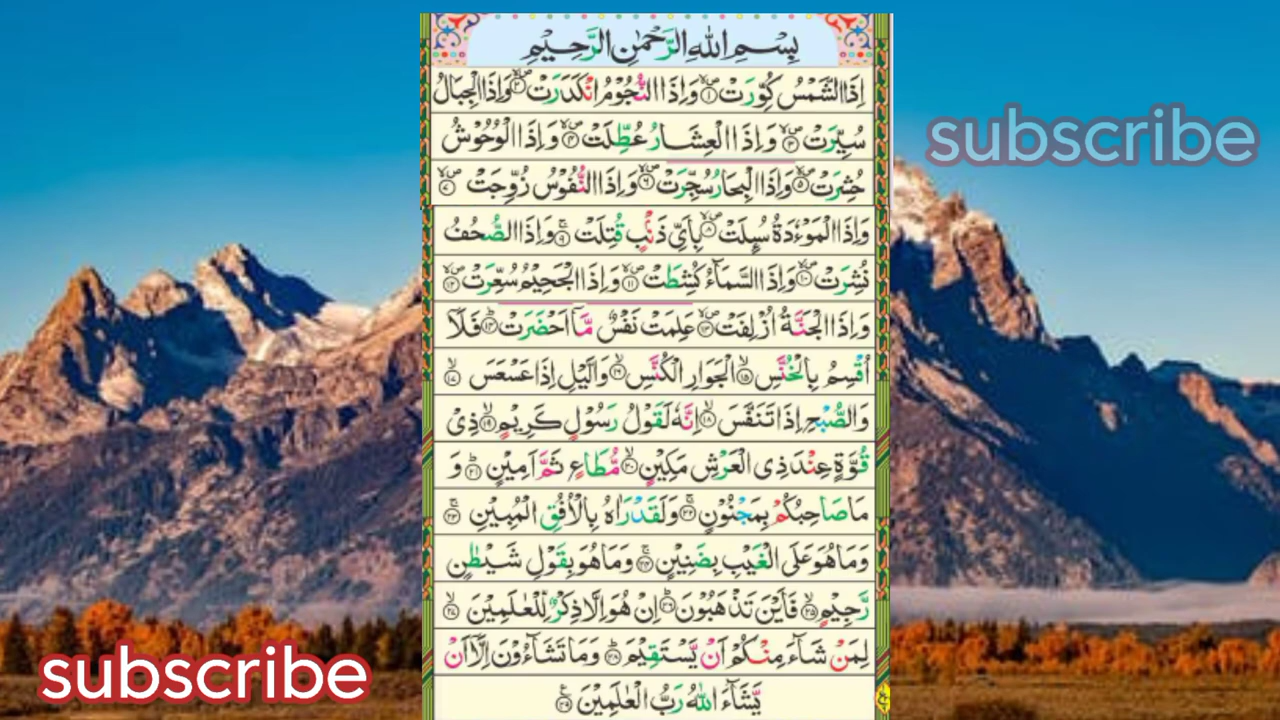 بِسْمِ اللهِ الرَّحْمٰنِ الرَّحِیْمِ
اِذَا الشَّمْسُ كُوِّرَتْ ۝۱ وَاِذَا النُّجُوْمُ انْكَدَرَتْ ۝۲ وَاِذَا الْجِبَالُ
سُيِّرَتْ ۝۳ وَاِذَا الْعِشَارُ عُطِّلَتْ ۝۴ وَاِذَا الْوُحُوْشُ
حُشِرَتْ ۝۵ وَاِذَا الْبِحَارُ سُجِّرَتْ ۝۶ وَاِذَا النُّفُوْسُ زُوِّجَتْ ۝۷
وَاِذَا الْمَوْءٗدَةُ سُىِٕلَتْ ۝۸ بِاَىِّ ذَنْۢبٍ قُتِلَتْ ۝۹ وَاِذَا الصُّحُفُ
نُشِرَتْ ۝۱۰ وَاِذَا السَّمَآءُ كُشِطَتْ ۝۱۱ وَاِذَا الْجَحِيْمُ سُعِّرَتْ ۝۱۲
وَاِذَا الْجَنَّةُ اُزْلِفَتْ ۝۱۳ عَلِمَتْ نَفْسٌ مَّاۤ اَحْضَرَتْ ۝۱۴ فَلَاۤ
اُقْسِمُ بِالْخُنَّسِ ۝۱۵ الْجَوَارِ الْكُنَّسِ ۝۱۶ وَالَّيْلِ اِذَا عَسْعَسَ ۝۱۷
وَالصُّبْحِ اِذَا تَنَفَّسَ ۝۱۸ اِنَّهٗ لَقَوْلُ رَسُوْلٍ كَرِيْمٍ ۝۱۹ ذِىْ
قُوَّةٍ عِنْدَ ذِى الْعَرْشِ مَكِيْنٍ ۝۲۰ مُّطَاعٍ ثَمَّ اَمِيْنٍ ۝۲۱ وَ
مَا صَاحِبُكُمْ بِمَجْنُوْنٍ ۝۲۲ وَلَقَدْ رَاٰهُ بِالْاُفُقِ الْمُبِيْنِ ۝۲۳
وَمَا هُوَ عَلَى الْغَيْبِ بِضَنِيْنٍ ۝۲۴ وَمَا هُوَ بِقَوْلِ شَيْطٰنٍ
رَّجِيْمٍ ۝۲۵ فَاَيْنَ تَذْهَبُوْنَ ۝۲۶ اِنْ هُوَ اِلَّا ذِكْرٌ لِّلْعٰلَمِيْنَ ۝۲۷
لِمَنْ شَآءَ مِنْكُمْ اَنْ يَّسْتَقِيْمَ ۝۲۸ وَمَا تَشَآءُوْنَ اِلَّاۤ اَنْ
يَّشَآءَ اللّٰهُ رَبُّ الْعٰلَمِيْنَ ۝۲۹
subscribe
subscribe